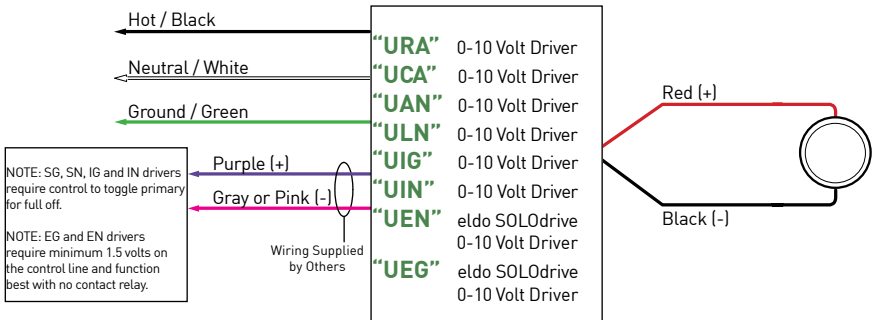 Hot / Black
Neutral / White
Ground / Green
Purple (+)
Gray or Pink (-)
Wiring Supplied
by Others
NOTE: SG, SN, IG and IN drivers
require control to toggle primary
for full off.
NOTE: EG and EN drivers
require minimum 1.5 volts on
the control line and function
best with no contact relay.
"URA" 0-10 Volt Driver
"UCA" 0-10 Volt Driver
"UAN" 0-10 Volt Driver
"ULN" 0-10 Volt Driver
"UIG" 0-10 Volt Driver
"UIN" 0-10 Volt Driver
"UEN" eldo SOLOdrive
0-10 Volt Driver
"UEG" eldo SOLOdrive
0-10 Volt Driver
Red (+)
Black (-)